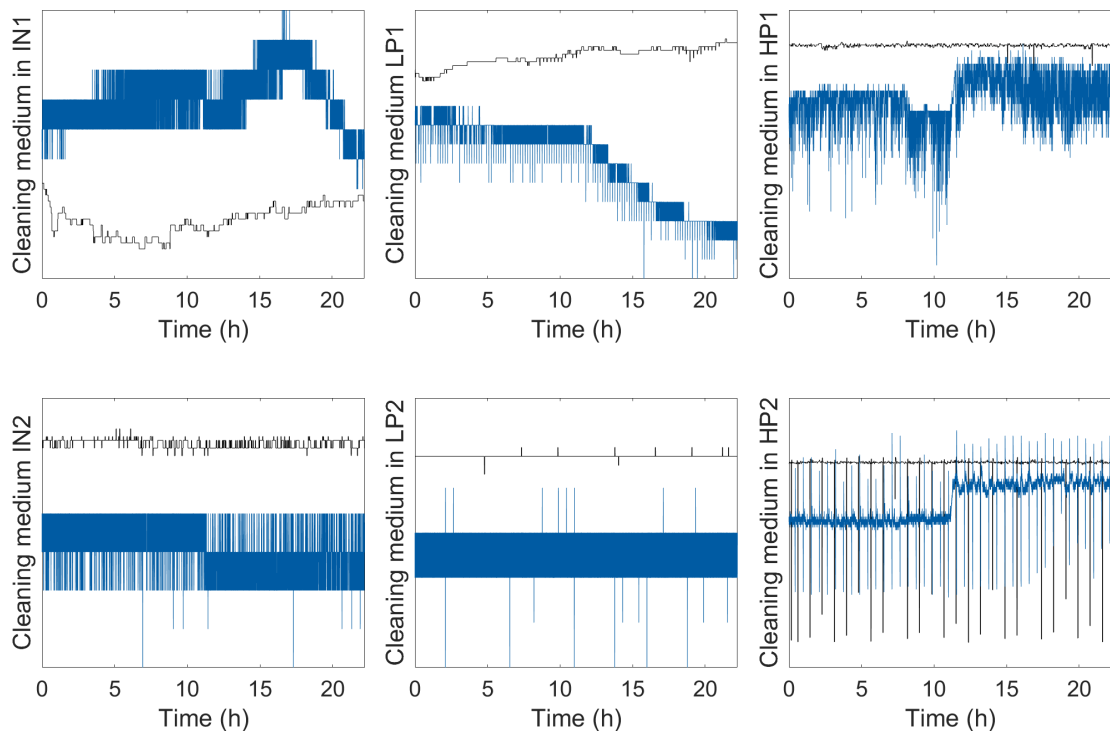 Cleaning medium in IN1
0 5 10 15 20
Time (h)
Cleaning medium LP1
0 5 10 15 20
Time (h)
Cleaning medium in HP1
0 5 10 15 20
Time (h)
Cleaning medium IN2
0 5 10 15 20
Time (h)
Cleaning medium in LP2
0 5 10 15 20
Time (h)
Cleaning medium in HP2
0 5 10 15 20
Time (h)